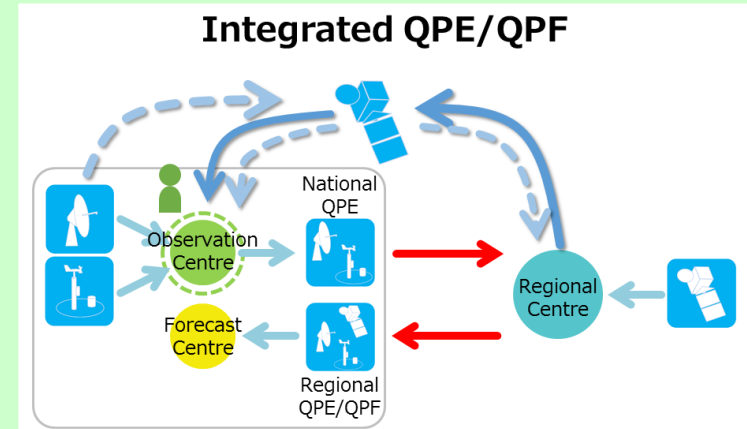 Integrated QPE/QPF
National
QPE
Observation
Centre
Regional
Centre
Forecast
Centre
Regional
QPE/QPF